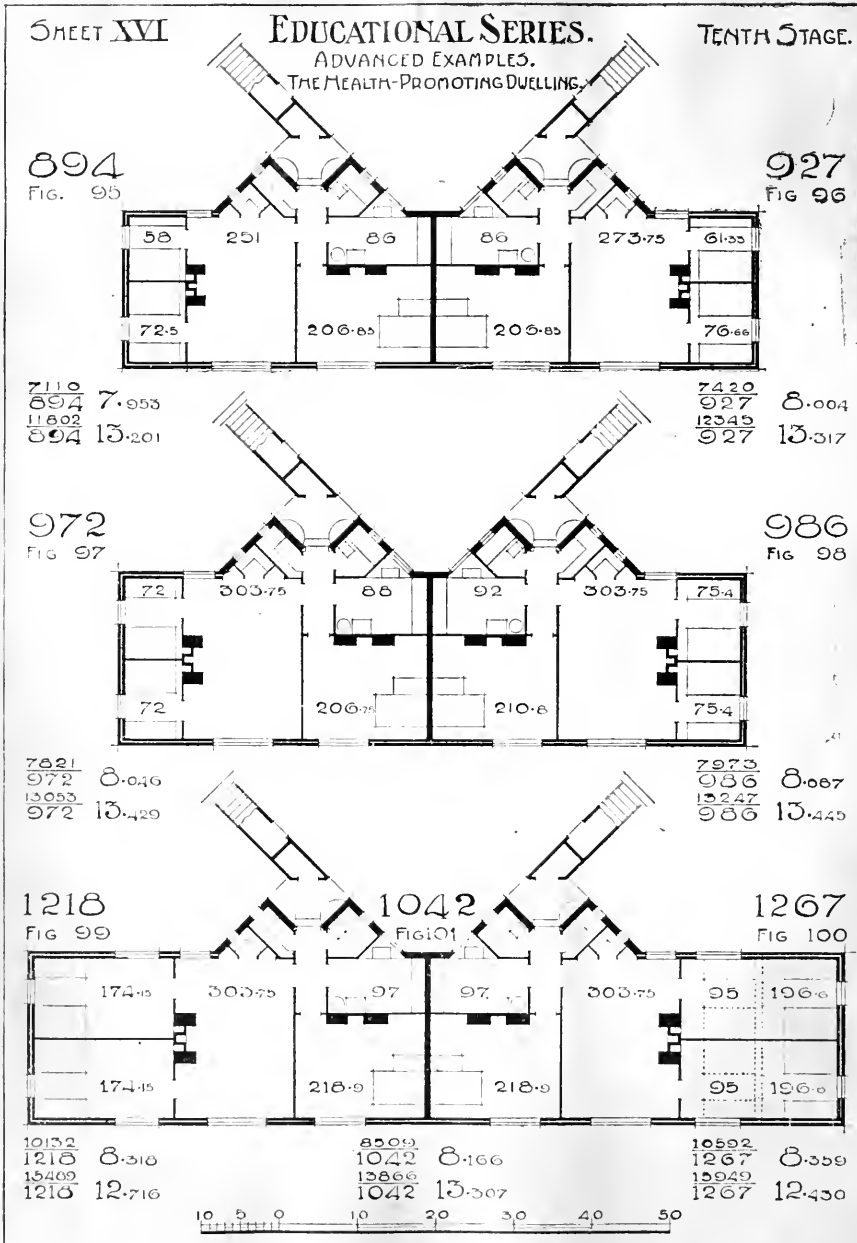 SHEET XVI EDUCATIONAL SERIES. TENTH STAGE.
ADVANCED EXAMPLES.
THE HEALTH-PROMOTING DWELLING.
894 927
FIG. 95 FIG 96
58 251 86 86 273.75 61.33
72.5 206.85 206.85 76.66
7110
894 7.953
11802
894 13.201
7420
927 8.004
12345
927 13.317
972 986
FIG 97 FIG 98
72 303.75 88 92 303.75 75.4
72 206.75 210.8 75.4
7821
972 8.046
13053
972 13.429
7973
986 8.087
13247
986 13.445
1218 1042 1267
FIG 99 FIG 101 FIG 100
174.15 303.75 97 97 303.75 95 196.6
174.15 218.9 218.9 95 196.6
10132
1218 8.318
15489
1218 12.716
8509
1042 8.166
13866
1042 13.307
10592
1267 8.359
15949
1267 12.430
10 5 0 10 20 30 40 50